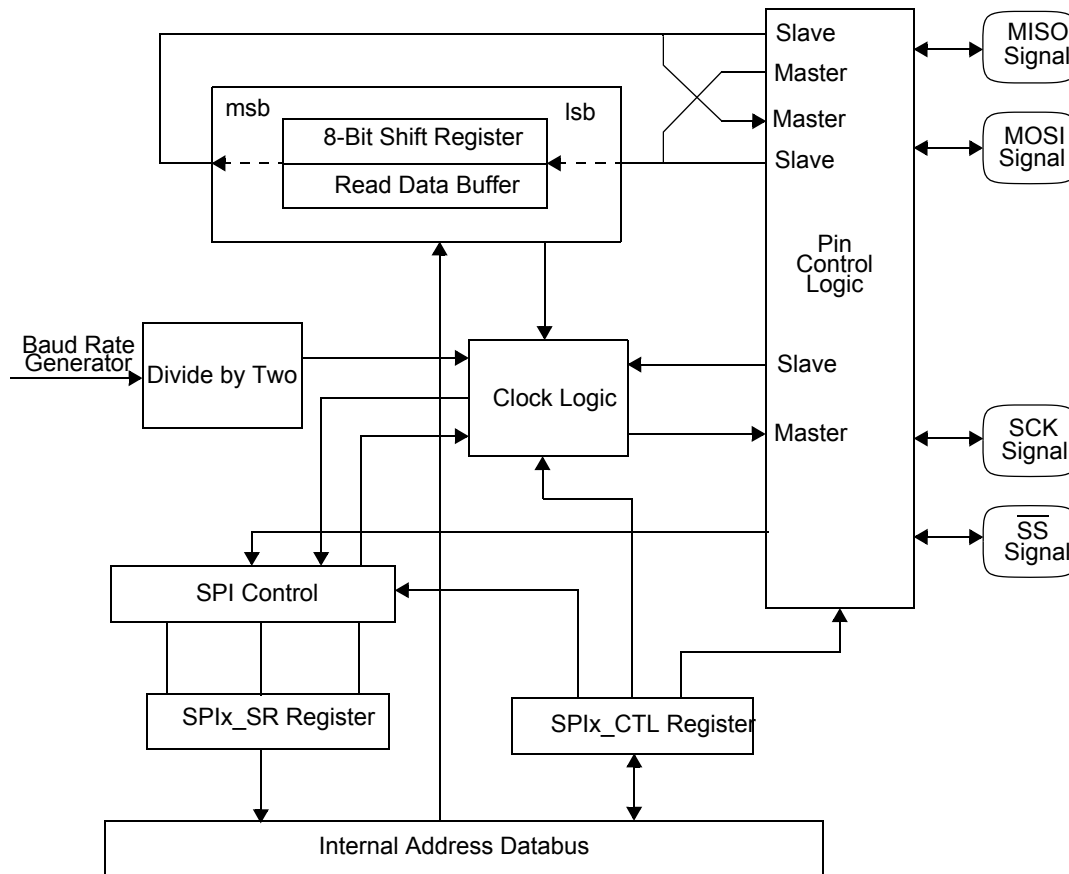 Slave
MISO
Signal
Master
msb
lsb
Master
8-Bit Shift Register
MOSI
Signal
Slave
Read Data Buffer
Pin
Control
Logic
Baud Rate
Generator
Divide by Two
Slave
Clock Logic
Master
SCK
Signal
SS
Signal
SPI Control
SPIx_SR Register
SPIx_CTL Register
Internal Address Databus